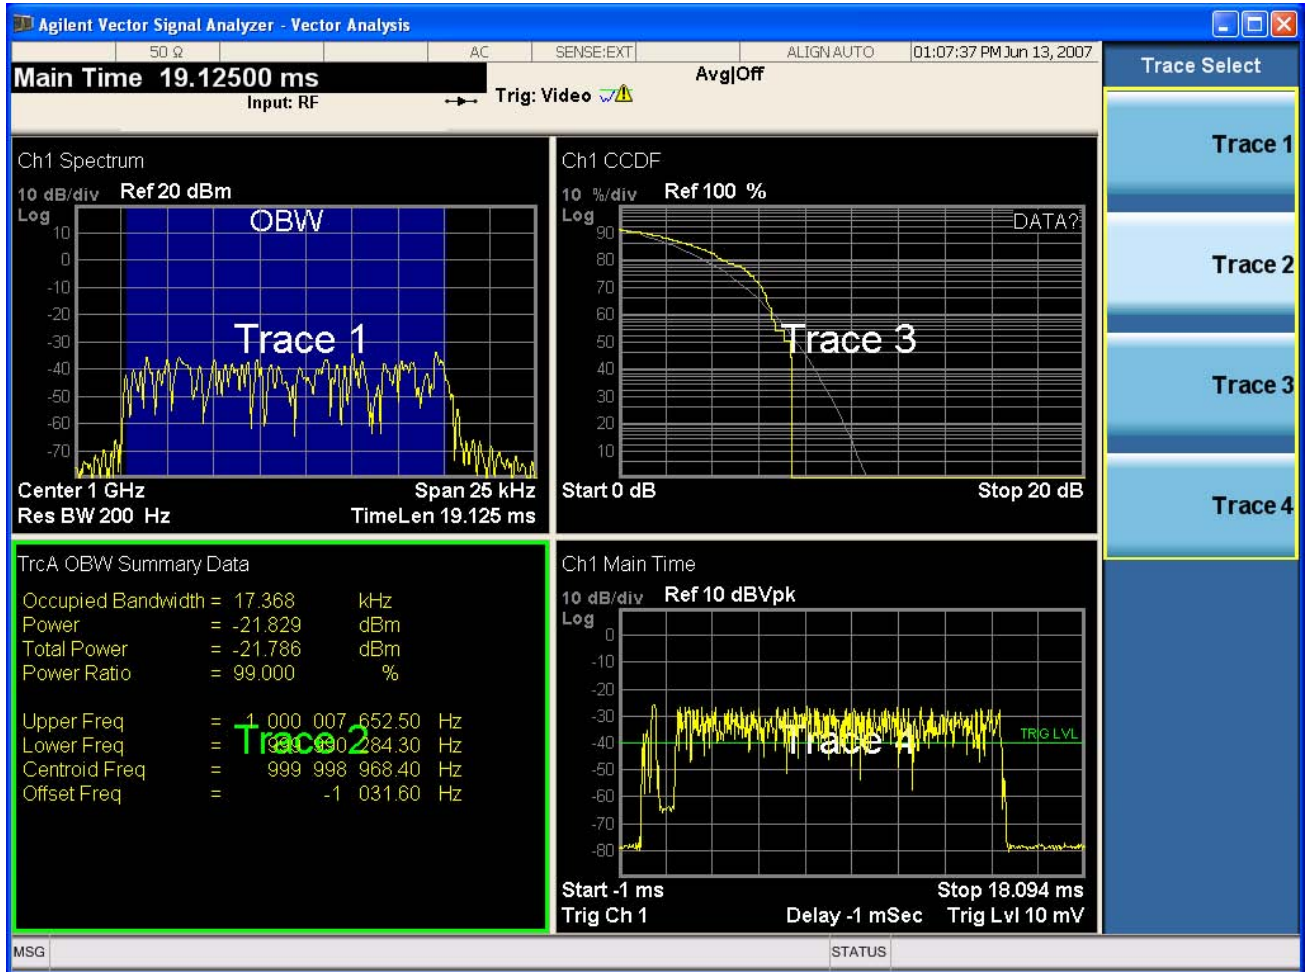 Agilent Vector Signal Analyzer - Vector Analysis
50 Ω AC SENSE:EXT ALIGN AUTO 01:07:37 PM Jun 13, 2007
Main Time 19.12500 ms
Input: RF
Trig: Video
Avg|Off
Ch1 Spectrum
10 dB/div Ref 20 dBm
Log
OBW
10
0
-10
-20
-30
-40
-50
-60
-70
Trace 1
Center 1 GHz Span 25 kHz
Res BW 200 Hz TimeLen 19.125 ms
Ch1 CCDF
10 %/div Ref 100 %
Log
DATA?
90
80
70
60
50
40
30
20
10
Trace 3
Start 0 dB Stop 20 dB
TrcA OBW Summary Data
Occupied Bandwidth = 17.368 kHz
Power = -21.829 dBm
Total Power = -21.786 dBm
Power Ratio = 99.000 %
Upper Freq = 1 000 007 652.50 Hz
Lower Freq = 999 990 284.30 Hz
Centroid Freq = 999 998 968.40 Hz
Offset Freq = -1 031.60 Hz
Trace 2
Ch1 Main Time
10 dB/div Ref 10 dBVpk
Log
0
-10
-20
-30
-40
-50
-60
-70
-80
Trace 4
TRIG LVL
Start -1 ms Stop 18.094 ms
Trig Ch 1 Delay -1 mSec Trig Lvl 10 mV
Trace Select
Trace 1
Trace 2
Trace 3
Trace 4
MSG STATUS